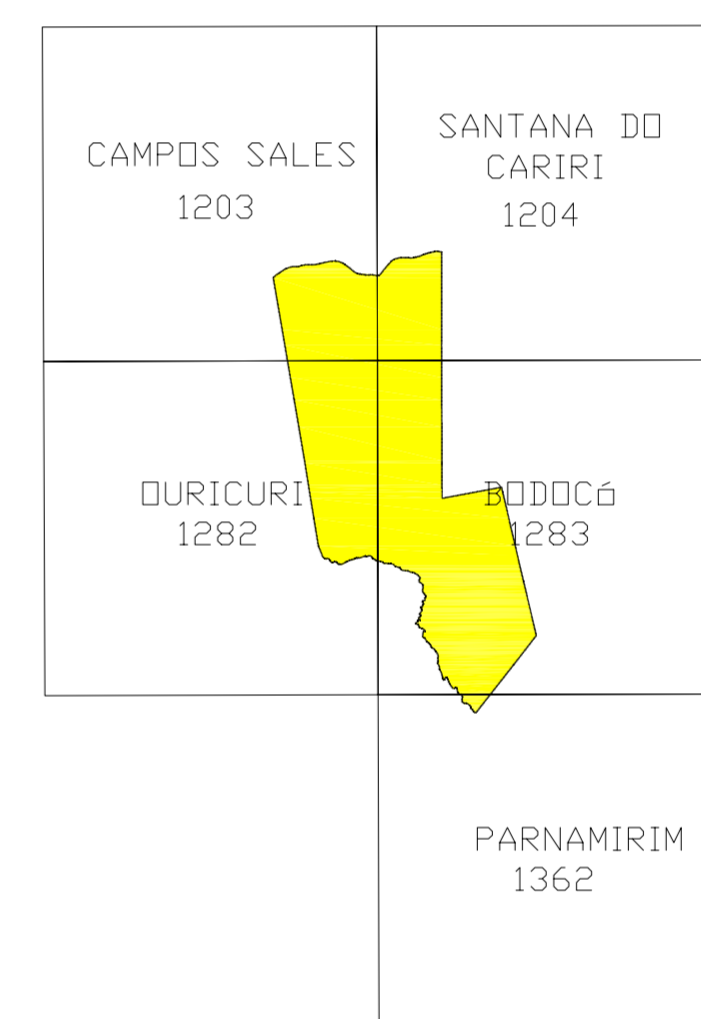 CAMPOS SALES
1203
SANTANA DO
CARIRI
1204
OURICURI
1282
BODOCó
1283
PARNAMIRIM
1362